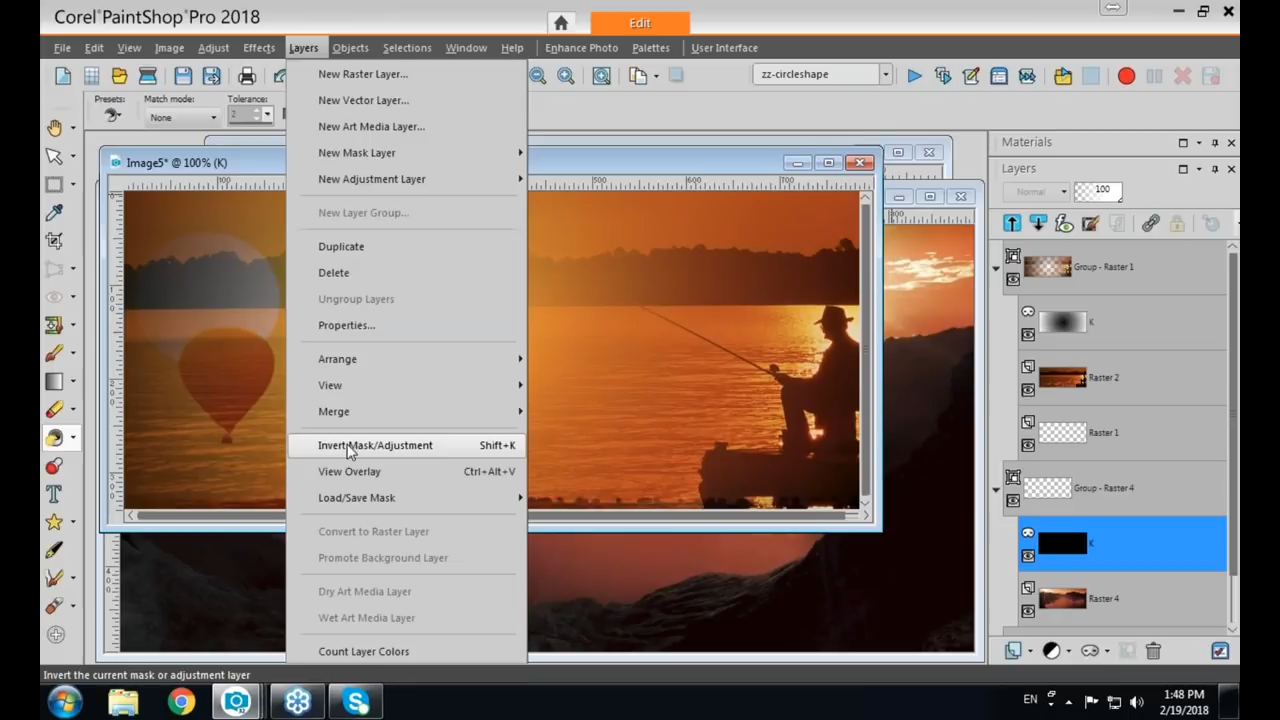 Corel PaintShop Pro 2018
Edit
File Edit View Image Adjust Effects Layers Objects Selections Window Help Enhance Photo Palettes User Interface
zz-circleshape
Presets:
Match mode:
None
Tolerance:
2
Image5* @ 100% (K)
500
600
700
New Raster Layer...
New Vector Layer...
New Art Media Layer...
New Mask Layer
New Adjustment Layer
New Layer Group...
Duplicate
Delete
Ungroup Layers
Properties...
Arrange
View
Merge
Invert Mask/Adjustment Shift+K
View Overlay Ctrl+Alt+V
Load/Save Mask
Convert to Raster Layer
Promote Background Layer
Dry Art Media Layer
Wet Art Media Layer
Count Layer Colors
Materials
Layers
Normal
100
Group - Raster 1
K
Raster 2
Raster 1
Group - Raster 4
K
Raster 4
Invert the current mask or adjustment layer
EN
1:48 PM
2/19/2018